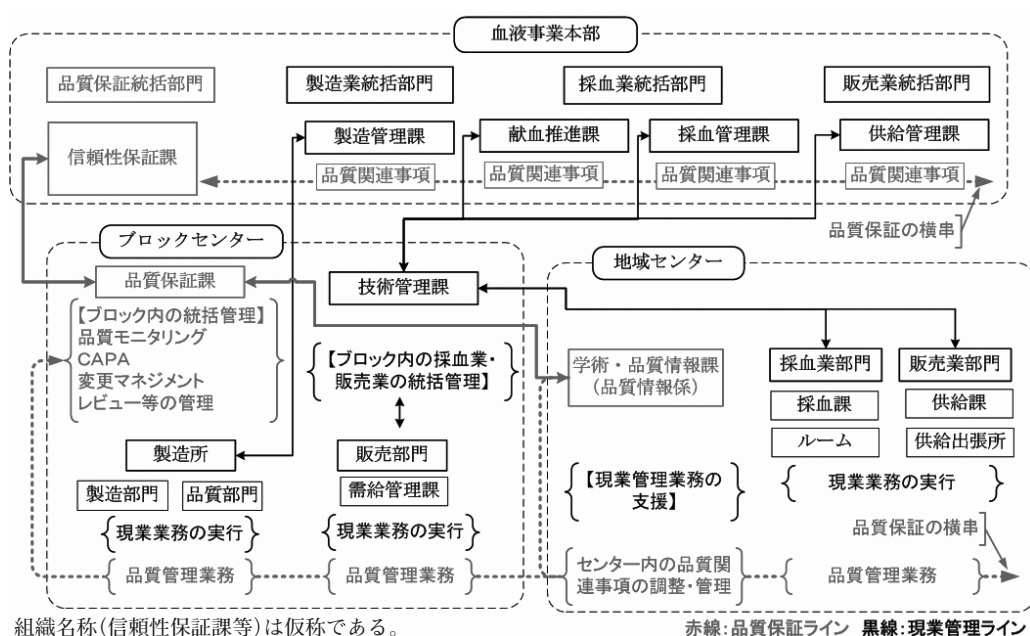 血液事業本部
品質保証統括部門
製造業統括部門
採血業統括部門
販売業統括部門
信頼性保証課
製造管理課
献血推進課
採血管理課
供給管理課
品質関連事項
品質関連事項
品質関連事項
品質関連事項
品質保証の横串
ブロックセンター
品質保証課
【ブロック内の統括管理】
品質モニタリング
CAPA
変更マネジメント
レビュー等の管理
技術管理課
【ブロック内の採血業・
販売業の統括管理】
製造所
製造部門
品質部門
現業業務の実行
品質管理業務
販売部門
需給管理課
現業業務の実行
品質管理業務
地域センター
学術・品質情報課
(品質情報係)
採血業部門
採血課
ルーム
販売業部門
供給課
供給出張所
【現業管理業務の
支援】
現業業務の実行
品質保証の横串
センター内の品質関
連事項の調整・管理
品質管理業務
組織名称(信頼性保証課等)は仮称である。
赤線:品質保証ライン 黒線:現業管理ライン